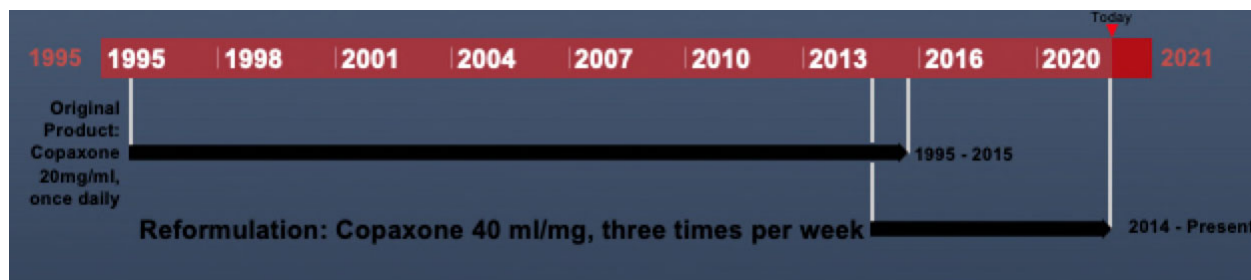 Today
1995 1995 1998 2001 2004 2007 2010 2013 2016 2020 2021
Original
Product:
Copaxone
20mg/ml,
once daily
1995 - 2015
Reformulation: Copaxone 40 ml/mg, three times per week
2014 - Present